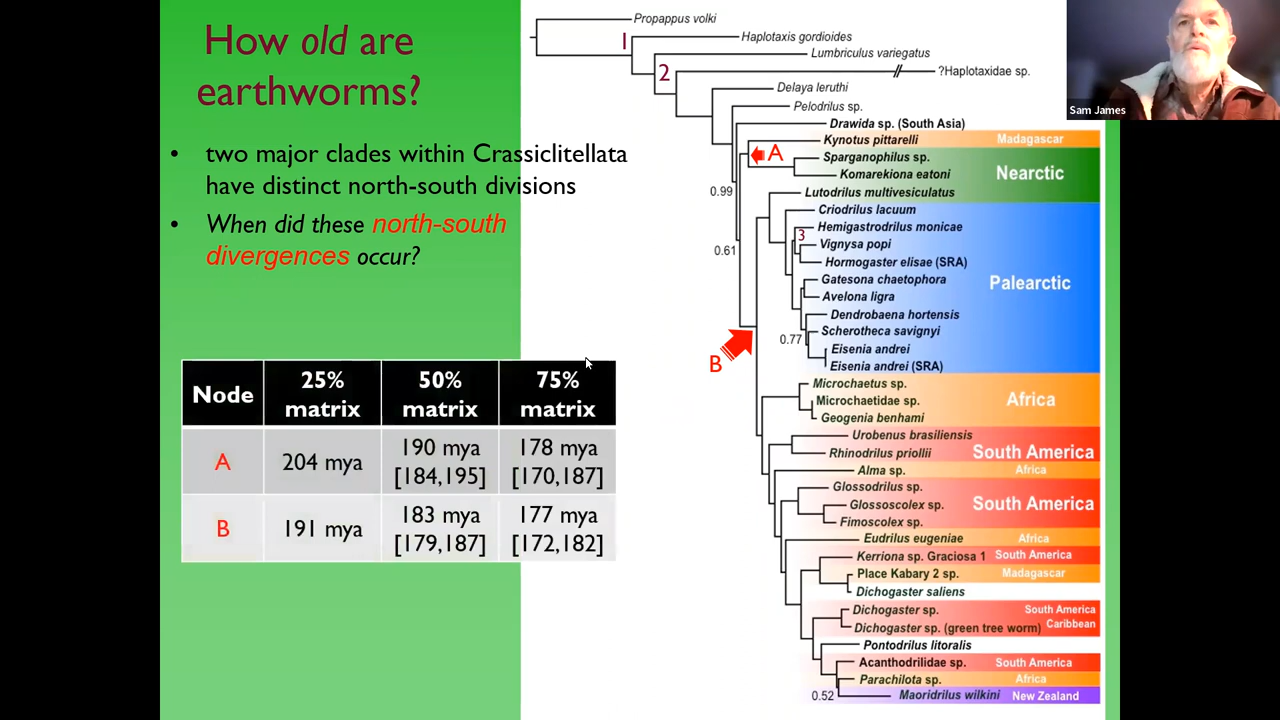 How old are
earthworms?
• two major clades within Crassiclitellata
have distinct north-south divisions
• When did these north-south
divergences occur?
Node 25% matrix 50% matrix 75% matrix
A 204 mya 190 mya [184,195] 178 mya [170,187]
B 191 mya 183 mya [179,187] 177 mya [172,182]
Propappus volki
1 Haplotaxis gordioides
Lumbriculus variegatus
2 ?Haplotaxidae sp.
Delaya leruthi
Pelodrilus sp.
Drawida sp. (South Asia)
Kynotus pittarelli Madagascar
A Sparganophilus sp.
Komarekiona eatoni Nearctic
0.99 Lutodrilus multivesiculatus
Criodrilus lacuum
Hemigastrodrilus monicae
3 Vignysa popi
0.61 Hormogaster elisae (SRA)
Gatesona chaetophora Palearctic
Avelona ligra
Dendrobaena hortensis
Scherotheca savignyi
0.77 Eisenia andrei
B Eisenia andrei (SRA)
Microchaetus sp.
Microchaetidae sp. Africa
Geogenia benhami
Urobenus brasiliensis
Rhinodrilus priollii South America
Alma sp. Africa
Glossodrilus sp.
Glossoscolex sp. South America
Fimoscolex sp.
Eudrilus eugeniae Africa
Kerriona sp. Graciosa 1 South America
Place Kabary 2 sp. Madagascar
Dichogaster saliens
Dichogaster sp. South America
Dichogaster sp. (green tree worm) Caribbean
Pontodrilus litoralis
Acanthodrilidae sp. South America
Parachilota sp. Africa
0.52 Maoridrilus wilkini New Zealand
Sam James